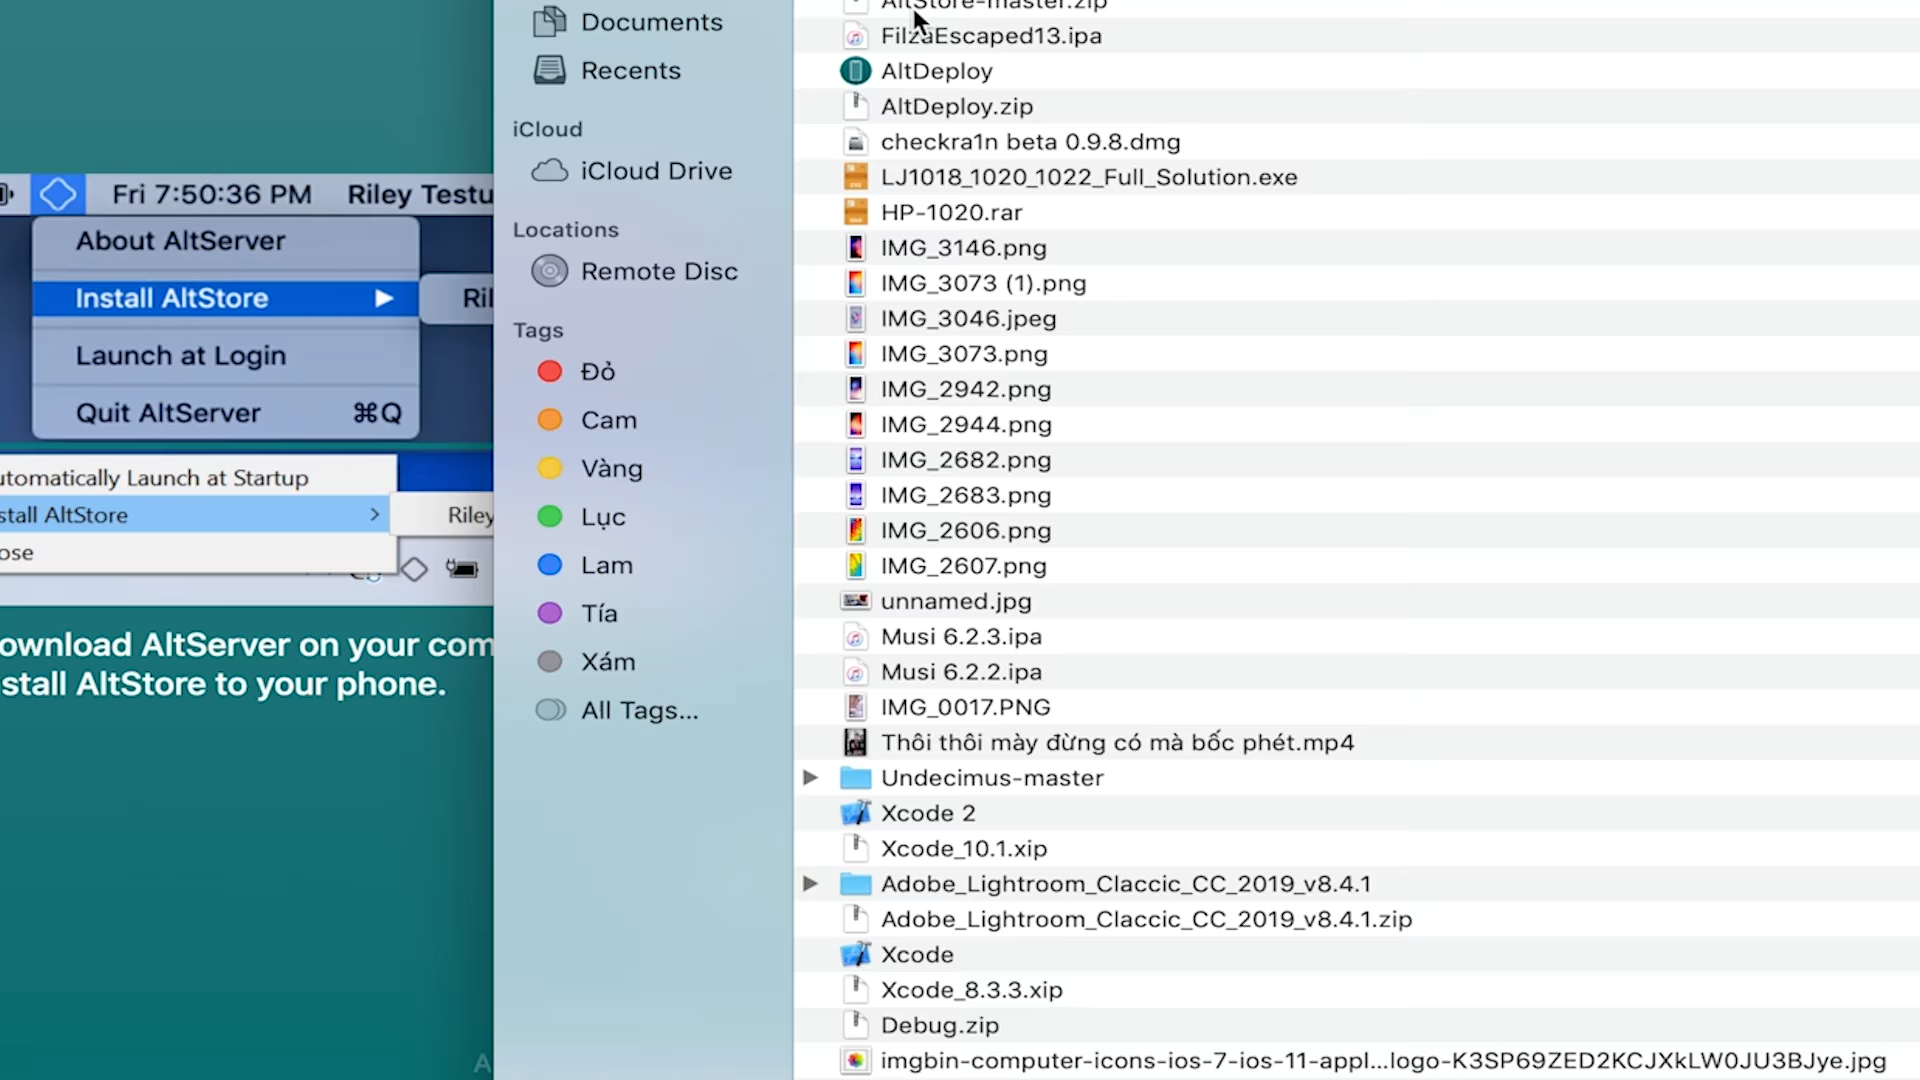 Fri 7:50:36 PM Riley Testu
About AltServer
Install AltStore
Ril
Launch at Login
Quit AltServer ⌘Q
utomatically Launch at Startup
stall AltStore
Riley
ose
ownload AltServer on your com
stall AltStore to your phone.
A
Documents
Recents
iCloud
iCloud Drive
Locations
Remote Disc
Tags
Đỏ
Cam
Vàng
Lục
Lam
Tía
Xám
All Tags...
AltStore-master.zip
FilzaEscaped13.ipa
AltDeploy
AltDeploy.zip
checkra1n beta 0.9.8.dmg
LJ1018_1020_1022_Full_Solution.exe
HP-1020.rar
IMG_3146.png
IMG_3073 (1).png
IMG_3046.jpeg
IMG_3073.png
IMG_2942.png
IMG_2944.png
IMG_2682.png
IMG_2683.png
IMG_2606.png
IMG_2607.png
unnamed.jpg
Musi 6.2.3.ipa
Musi 6.2.2.ipa
IMG_0017.PNG
Thôi thôi mày đừng có mà bốc phét.mp4
Undecimus-master
Xcode 2
Xcode_10.1.xip
Adobe_Lightroom_Claccic_CC_2019_v8.4.1
Adobe_Lightroom_Claccic_CC_2019_v8.4.1.zip
Xcode
Xcode_8.3.3.xip
Debug.zip
imgbin-computer-icons-ios-7-ios-11-appl...logo-K3SP69ZED2KCJXkLW0JU3BJye.jpg